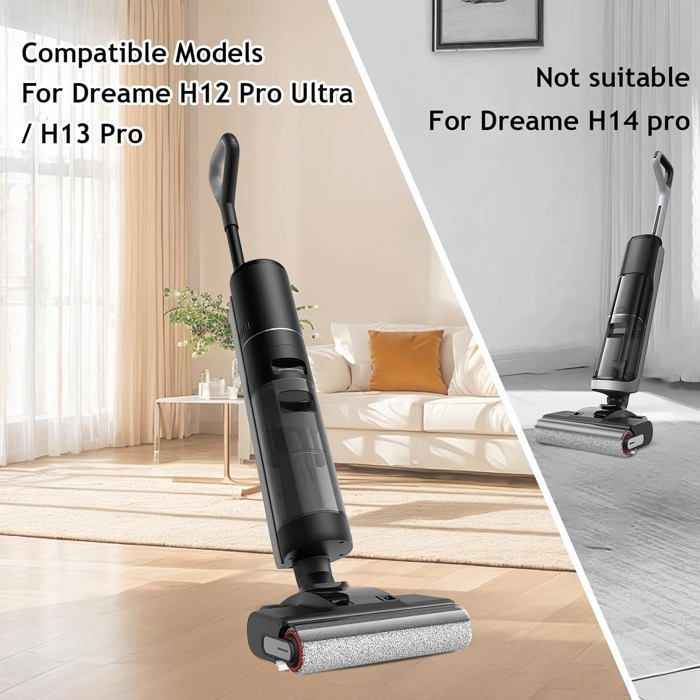 Compatible Models
For Dreame H12 Pro Ultra
/ H13 Pro
Not suitable
For Dreame H14 pro